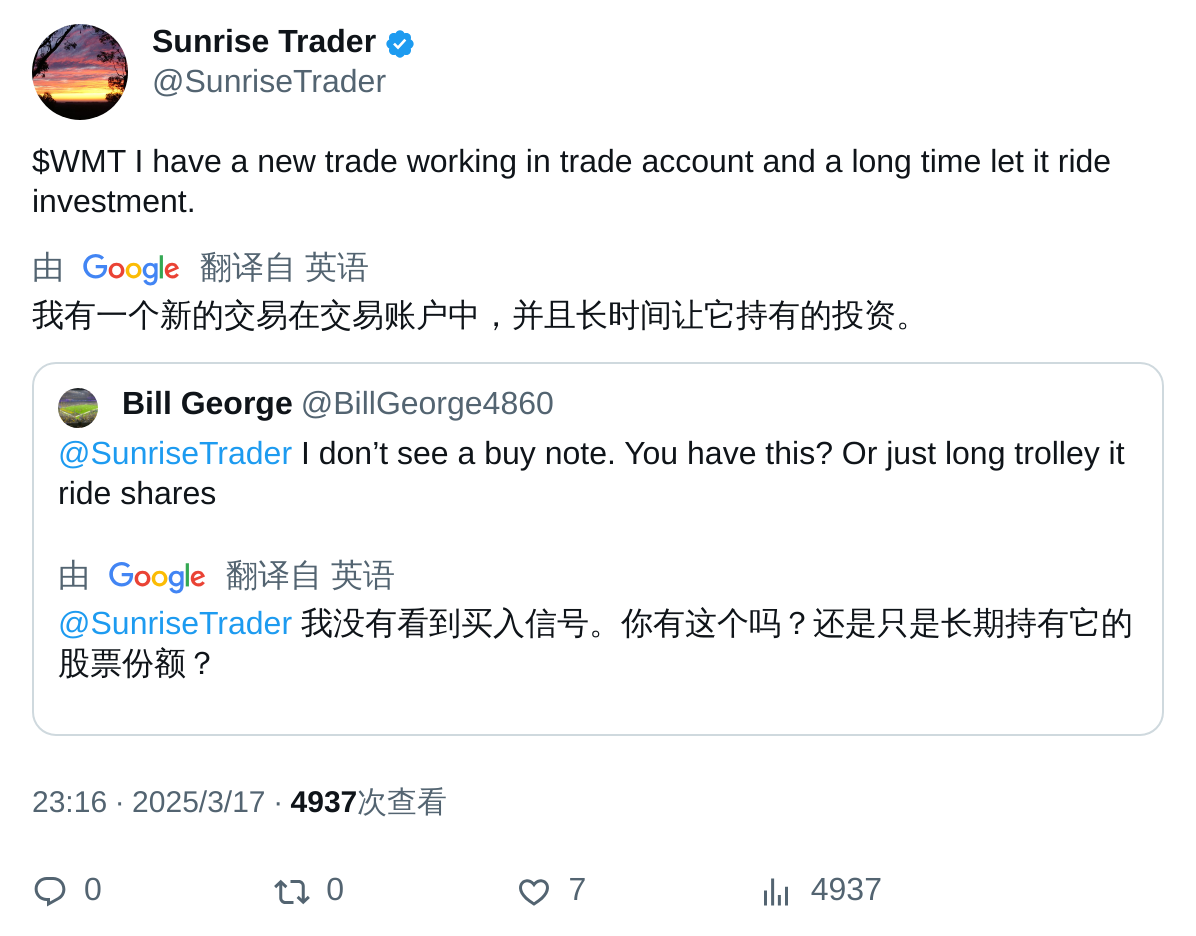 Sunrise Trader
@SunriseTrader
$WMT I have a new trade working in trade account and a long time let it ride
investment.
由 Google 翻译自 英语
我有一个新的交易在交易账户中，并且长时间让它持有的投资。
Bill George @BillGeorge4860
@SunriseTrader I don’t see a buy note. You have this? Or just long trolley it
ride shares
由 Google 翻译自 英语
@SunriseTrader 我没有看到买入信号。你有这个吗？还是只是长期持有它的
股票份额？
23:16 · 2025/3/17 · 4937次查看
0 0 7 4937